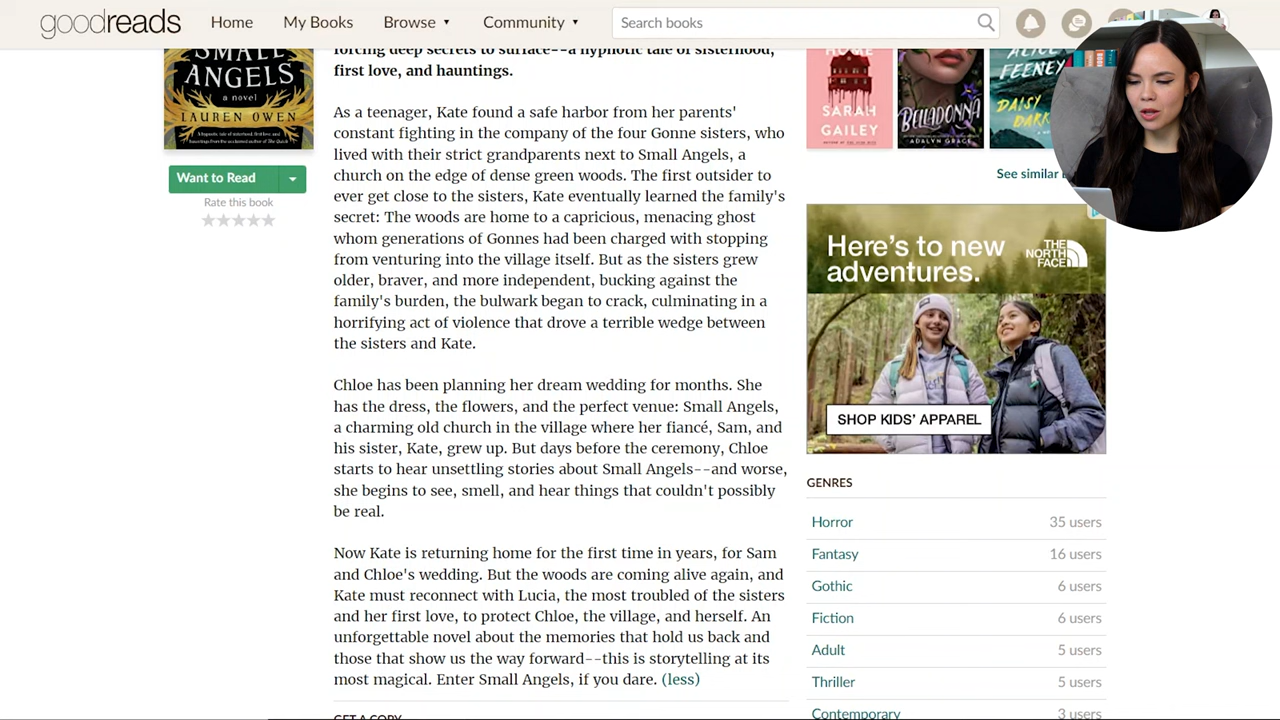 goodreads Home My Books Browse ▾ Community ▾ Search books
SMALL
ANGELS
a novel
LAUREN OWEN
Want to Read
Rate this book
forcing deep secrets to surface--a hypnotic tale of sisterhood,
first love, and hauntings.
As a teenager, Kate found a safe harbor from her parents'
constant fighting in the company of the four Gonne sisters, who
lived with their strict grandparents next to Small Angels, a
church on the edge of dense green woods. The first outsider to
ever get close to the sisters, Kate eventually learned the family's
secret: The woods are home to a capricious, menacing ghost
whom generations of Gonnes had been charged with stopping
from venturing into the village itself. But as the sisters grew
older, braver, and more independent, bucking against the
family's burden, the bulwark began to crack, culminating in a
horrifying act of violence that drove a terrible wedge between
the sisters and Kate.
Chloe has been planning her dream wedding for months. She
has the dress, the flowers, and the perfect venue: Small Angels,
a charming old church in the village where her fiancé, Sam, and
his sister, Kate, grew up. But days before the ceremony, Chloe
starts to hear unsettling stories about Small Angels--and worse,
she begins to see, smell, and hear things that couldn't possibly
be real.
Now Kate is returning home for the first time in years, for Sam
and Chloe's wedding. But the woods are coming alive again, and
Kate must reconnect with Lucia, the most troubled of the sisters
and her first love, to protect Chloe, the village, and herself. An
unforgettable novel about the memories that hold us back and
those that show us the way forward--this is storytelling at its
most magical. Enter Small Angels, if you dare. (less)
GET A COPY
HOME
SARAH
GAILEY
BELLADONNA
ADALYN GRACE
ALICE
FEENEY
DAISY
DARK
See similar
Here's to new
adventures.
THE
NORTH
FACE
SHOP KIDS' APPAREL
GENRES
Horror 35 users
Fantasy 16 users
Gothic 6 users
Fiction 6 users
Adult 5 users
Thriller 5 users
Contemporary 3 users